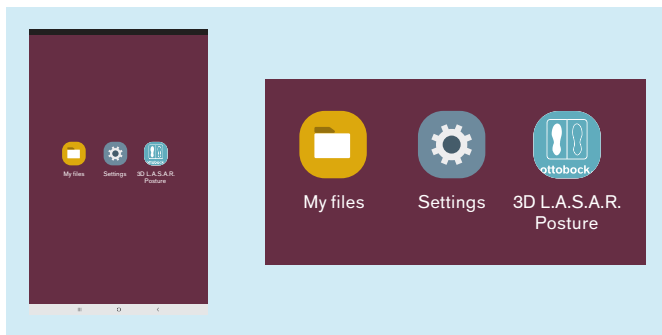 My files
Settings
3D L.A.S.A.R.
Posture
ottobock
My files
Settings
3D L.A.S.A.R.
Posture